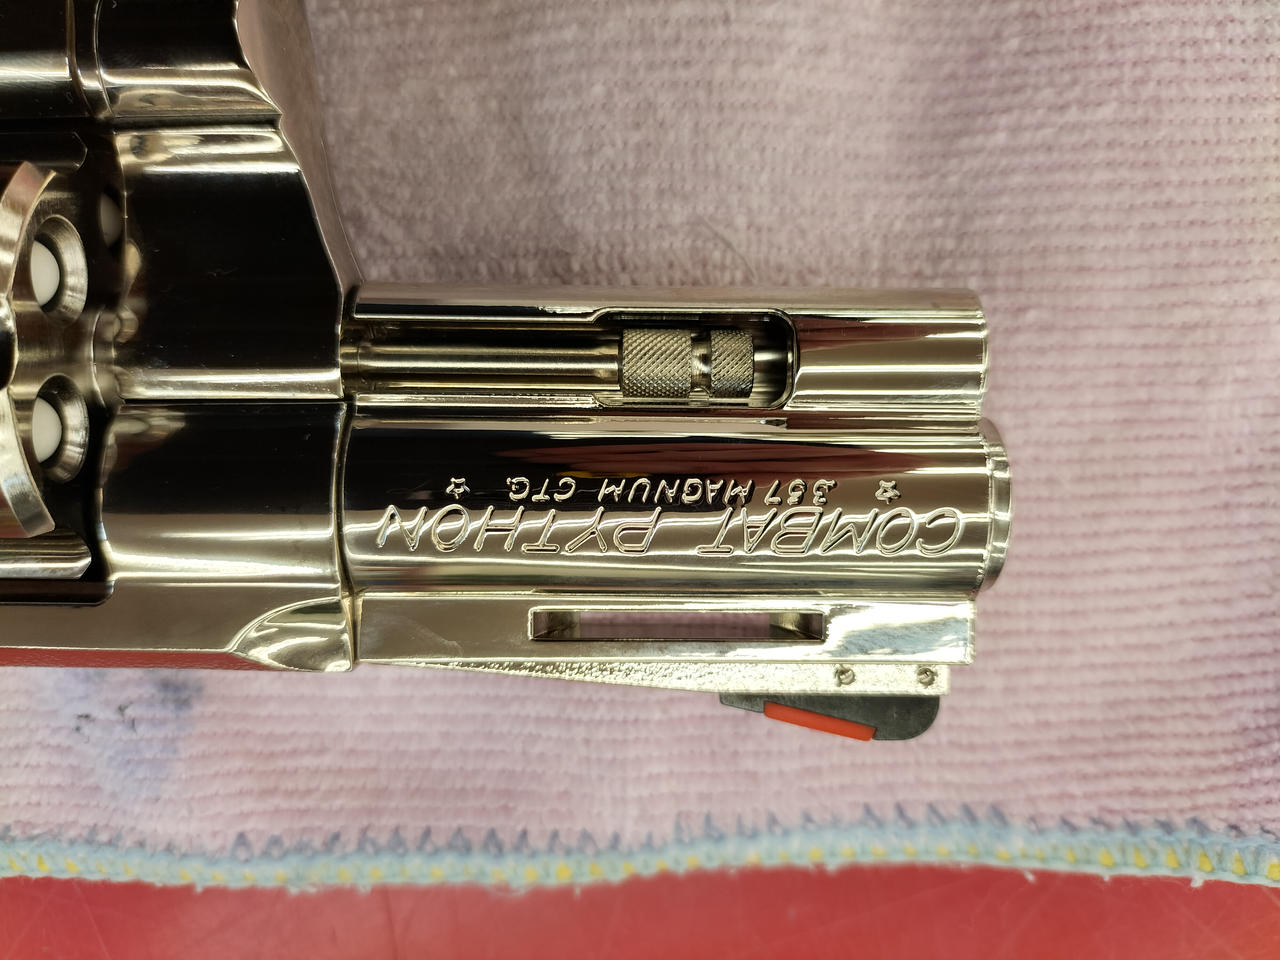 COMBAT PYTHON
☆ .357 MAGNUM CTG. ☆